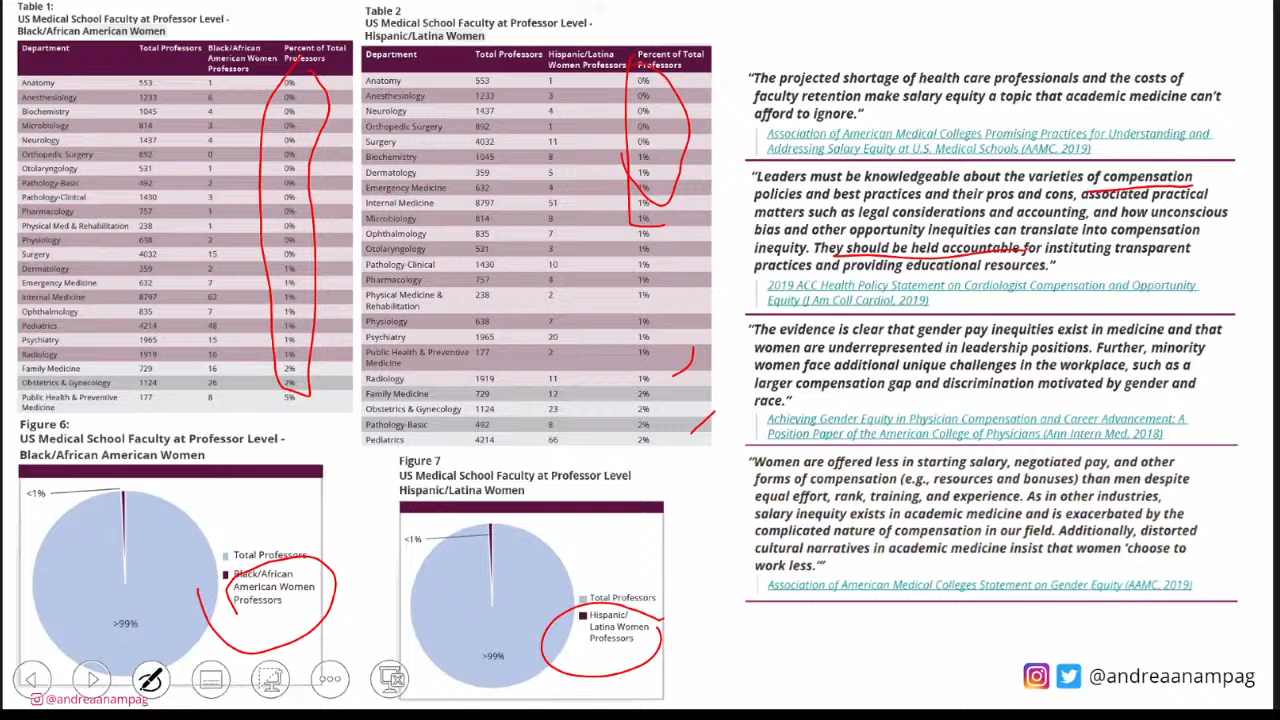 Table 1:
US Medical School Faculty at Professor Level -
Black/African American Women
Department Total Professors Black/African American Women Professors Percent of Total Professors
Anatomy 553 1 0%
Anesthesiology 1233 6 0%
Biochemistry 1045 4 0%
Microbiology 814 3 0%
Neurology 1437 4 0%
Orthopedic Surgery 892 0 0%
Otolaryngology 531 1 0%
Pathology-Basic 492 2 0%
Pathology-Clinical 1430 3 0%
Pharmacology 757 1 0%
Physical Med & Rehabilitation 238 1 0%
Physiology 638 2 0%
Surgery 4032 15 0%
Dermatology 359 2 1%
Emergency Medicine 632 7 1%
Internal Medicine 8797 62 1%
Ophthalmology 835 7 1%
Pediatrics 4214 48 1%
Psychiatry 1965 15 1%
Radiology 1919 16 1%
Family Medicine 729 16 2%
Obstetrics & Gynecology 1124 26 2%
Public Health & Preventive Medicine 177 8 5%
Table 2
US Medical School Faculty at Professor Level -
Hispanic/Latina Women
Department Total Professors Hispanic/Latina Women Professors Percent of Total Professors
Anatomy 553 1 0%
Anesthesiology 1233 3 0%
Neurology 1437 4 0%
Orthopedic Surgery 892 1 0%
Surgery 4032 11 0%
Biochemistry 1045 8 1%
Dermatology 359 5 1%
Emergency Medicine 632 4 1%
Internal Medicine 8797 51 1%
Microbiology 814 8 1%
Ophthalmology 835 7 1%
Otolaryngology 531 3 1%
Pathology-Clinical 1430 10 1%
Pharmacology 757 4 1%
Physical Medicine & Rehabilitation 238 2 1%
Physiology 638 7 1%
Psychiatry 1965 20 1%
Public Health & Preventive Medicine 177 2 1%
Radiology 1919 11 1%
Family Medicine 729 12 2%
Obstetrics & Gynecology 1124 23 2%
Pathology-Basic 492 8 2%
Pediatrics 4214 66 2%
Figure 6:
US Medical School Faculty at Professor Level -
Black/African American Women
<1%
Total Professors
Black/African
American Women
Professors
>99%
Figure 7
US Medical School Faculty at Professor Level
Hispanic/Latina Women
<1%
Total Professors
Hispanic/
Latina Women
Professors
>99%
@andreaanampag
“The projected shortage of health care professionals and the costs of
faculty retention make salary equity a topic that academic medicine can’t
afford to ignore.”
Association of American Medical Colleges Promising Practices for Understanding and
Addressing Salary Equity at U.S. Medical Schools (AAMC, 2019)
“Leaders must be knowledgeable about the varieties of compensation
policies and best practices and their pros and cons, associated practical
matters such as legal considerations and accounting, and how unconscious
bias and other opportunity inequities can translate into compensation
inequity. They should be held accountable for instituting transparent
practices and providing educational resources.”
2019 ACC Health Policy Statement on Cardiologist Compensation and Opportunity
Equity (J Am Coll Cardiol, 2019)
“The evidence is clear that gender pay inequities exist in medicine and that
women are underrepresented in leadership positions. Further, minority
women face additional unique challenges in the workplace, such as a
larger compensation gap and discrimination motivated by gender and
race.”
Achieving Gender Equity in Physician Compensation and Career Advancement: A
Position Paper of the American College of Physicians (Ann Intern Med, 2018)
“Women are offered less in starting salary, negotiated pay, and other
forms of compensation (e.g., resources and bonuses) than men despite
equal effort, rank, training, and experience. As in other industries,
salary inequity exists in academic medicine and is exacerbated by the
complicated nature of compensation in our field. Additionally, distorted
cultural narratives in academic medicine insist that women ‘choose to
work less.’”
Association of American Medical Colleges Statement on Gender Equity (AAMC, 2019)
@andreaanampag